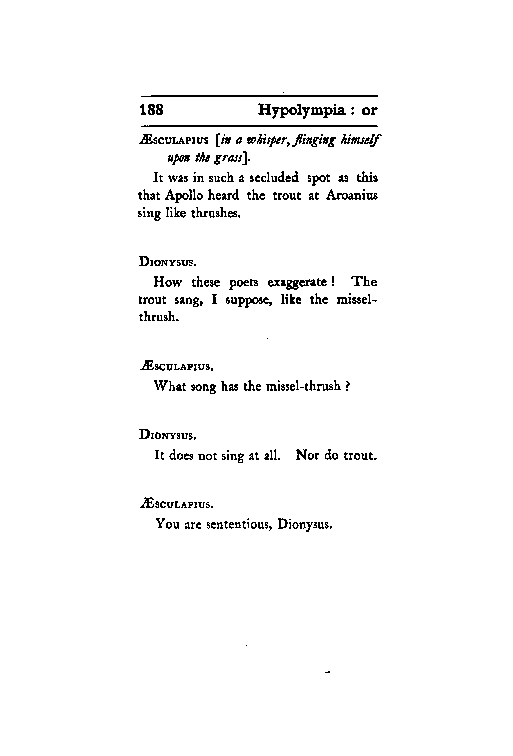 188 Hypolympia : or
ÆSCULAPIUS [in a whisper, flinging himself
upon the grass].
It was in such a secluded spot as this
that Apollo heard the trout at Aroanius
sing like thrushes.
DIONYSUS.
How these poets exaggerate ! The
trout sang, I suppose, like the missel-
thrush.
ÆSCULAPIUS.
What song has the missel-thrush ?
DIONYSUS.
It does not sing at all. Nor do trout.
ÆSCULAPIUS.
You are sententious, Dionysus.